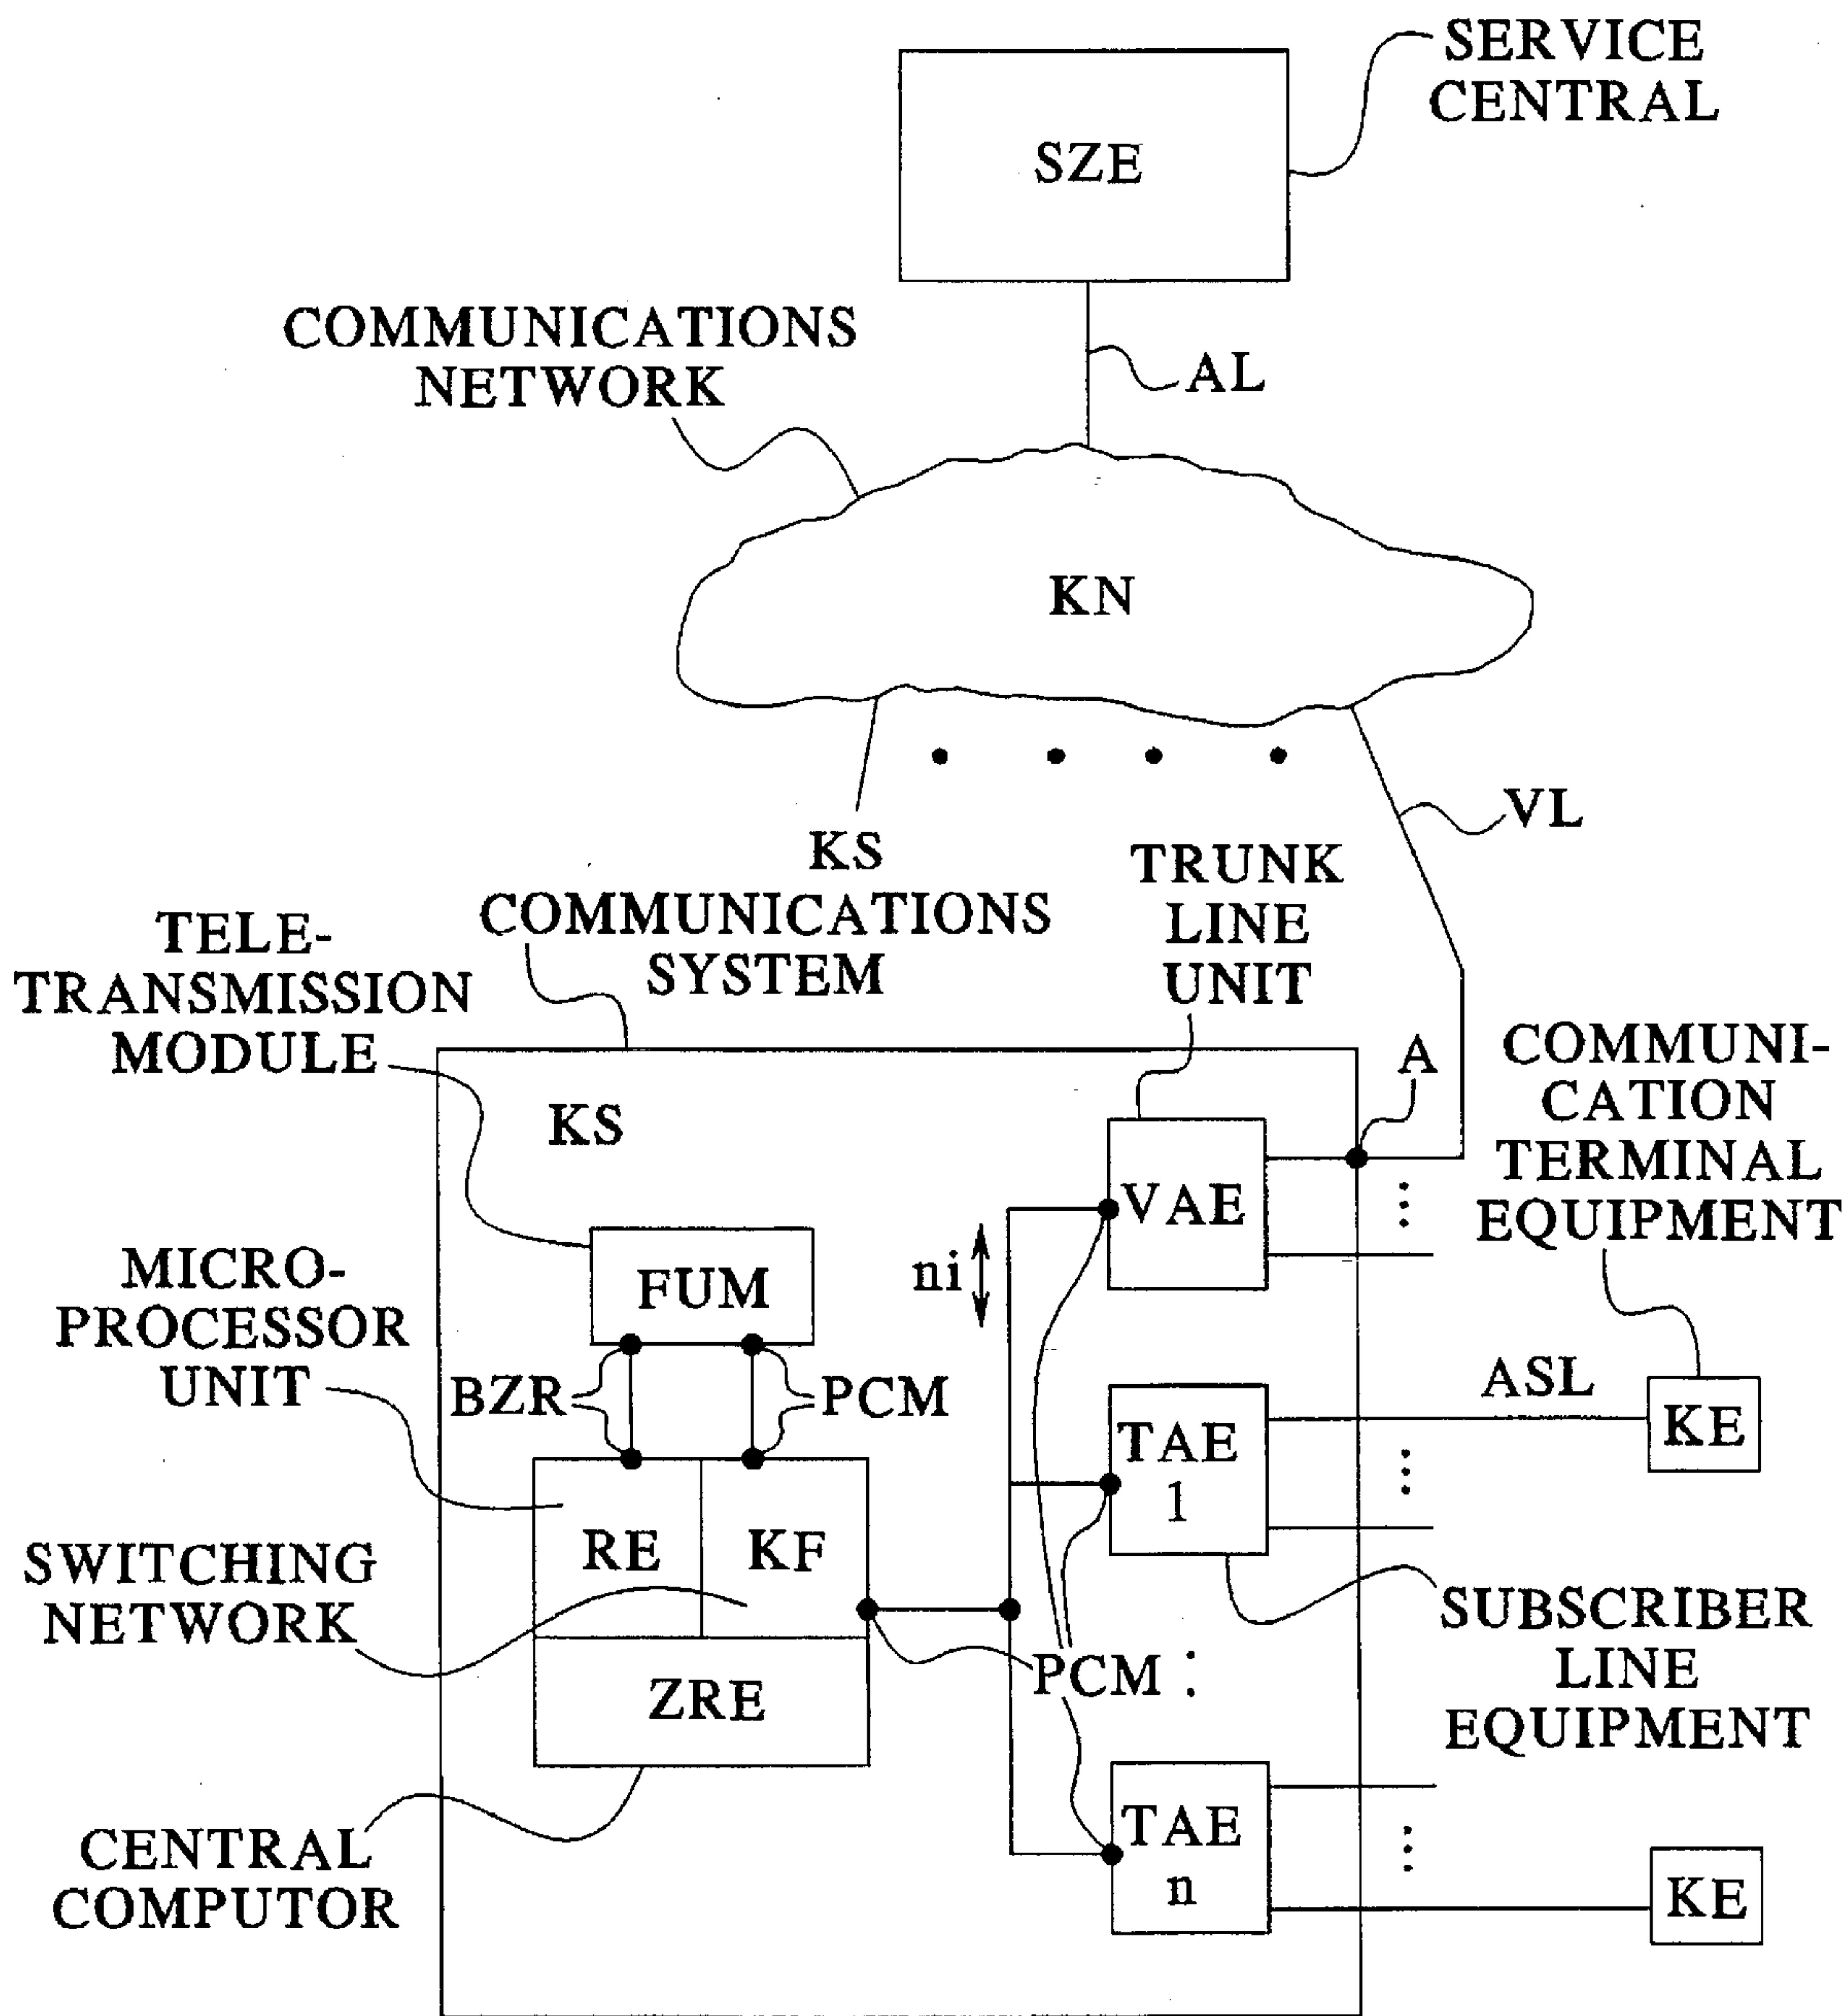 SERVICE
CENTRAL
SZE
COMMUNICATIONS
NETWORK
AL
KN
VL
KS
COMMUNICATIONS
SYSTEM
TRUNK
LINE
UNIT
TELE-
TRANSMISSION
MODULE
A
COMMUNI-
CATION
TERMINAL
EQUIPMENT
KS
VAE
ni
FUM
MICRO-
PROCESSOR
UNIT
BZR
PCM
ASL
KE
TAE
1
RE
KF
SWITCHING
NETWORK
SUBSCRIBER
LINE
EQUIPMENT
PCM
ZRE
TAE
n
CENTRAL
COMPUTOR
KE